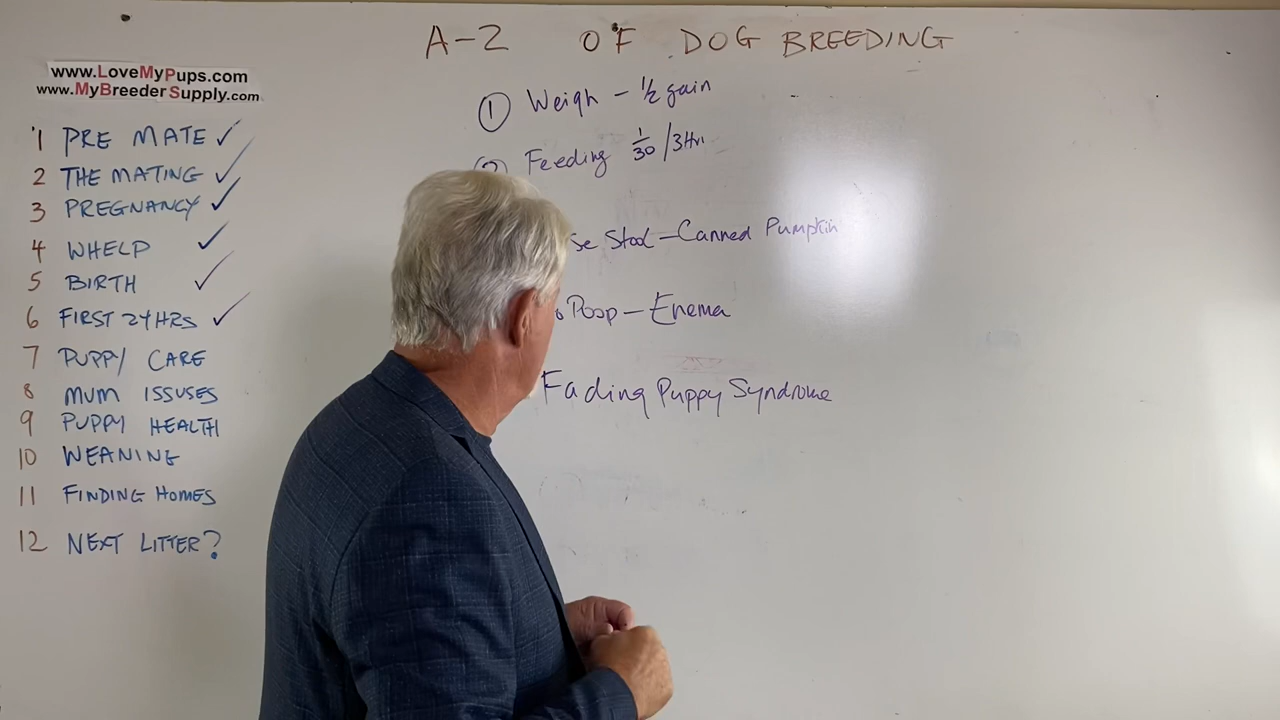 A-Z OF DOG BREEDING
www.LoveMyPups.com
www.MyBreederSupply.com
1 PRE MATE ✓
2 THE MATING ✓
3 PREGNANCY ✓
4 WHELP ✓
5 BIRTH ✓
6 FIRST 24HRS ✓
7 PUPPY CARE
8 MUM ISSUSES
9 PUPPY HEALTH
10 WEANING
11 FINDING HOMES
12 NEXT LITTER?
① Weigh - 1/2 gain
② Feeding 1/30 /3Hr
se Stool - Canned Pumpkin
o Poop - Enema
Fading Puppy Syndrome